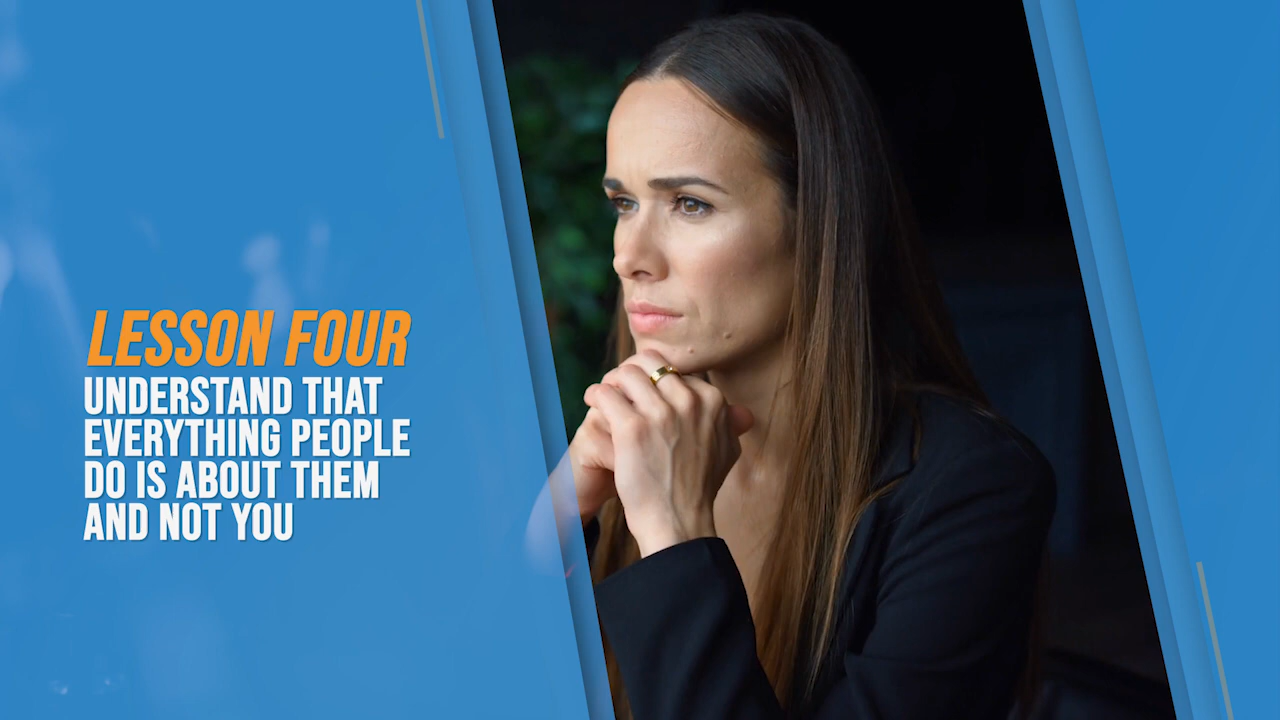 LESSON FOUR
UNDERSTAND THAT
EVERYTHING PEOPLE
DO IS ABOUT THEM
AND NOT YOU